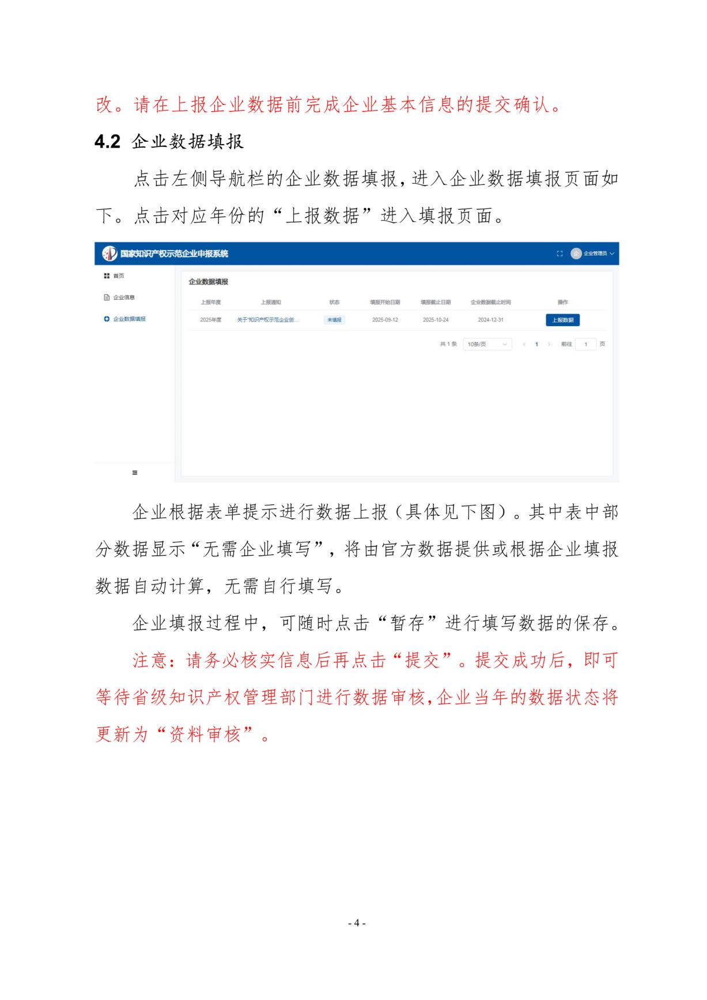 改。请在上报企业数据前完成企业基本信息的提交确认。
4.2 企业数据填报
点击左侧导航栏的企业数据填报，进入企业数据填报页面如
下。点击对应年份的“上报数据”进入填报页面。
国家知识产权示范企业申报系统
企 企业管理员
首页
企业信息
企业数据填报
企业数据填报
上报年度 上报通知 状态 填报开始日期 填报截止日期 企业数据截止时间 操作
2025年度 关于"知识产权示范企业创... 未填报 2025-09-12 2025-10-24 2024-12-31 上报数据
共 1 条 10条/页 < 1 > 前往 1 页
企业根据表单提示进行数据上报（具体见下图）。其中表中部
分数据显示“无需企业填写”，将由官方数据提供或根据企业填报
数据自动计算，无需自行填写。
企业填报过程中，可随时点击“暂存”进行填写数据的保存。
注意：请务必核实信息后再点击“提交”。提交成功后，即可
等待省级知识产权管理部门进行数据审核，企业当年的数据状态将
更新为“资料审核”。
- 4 -